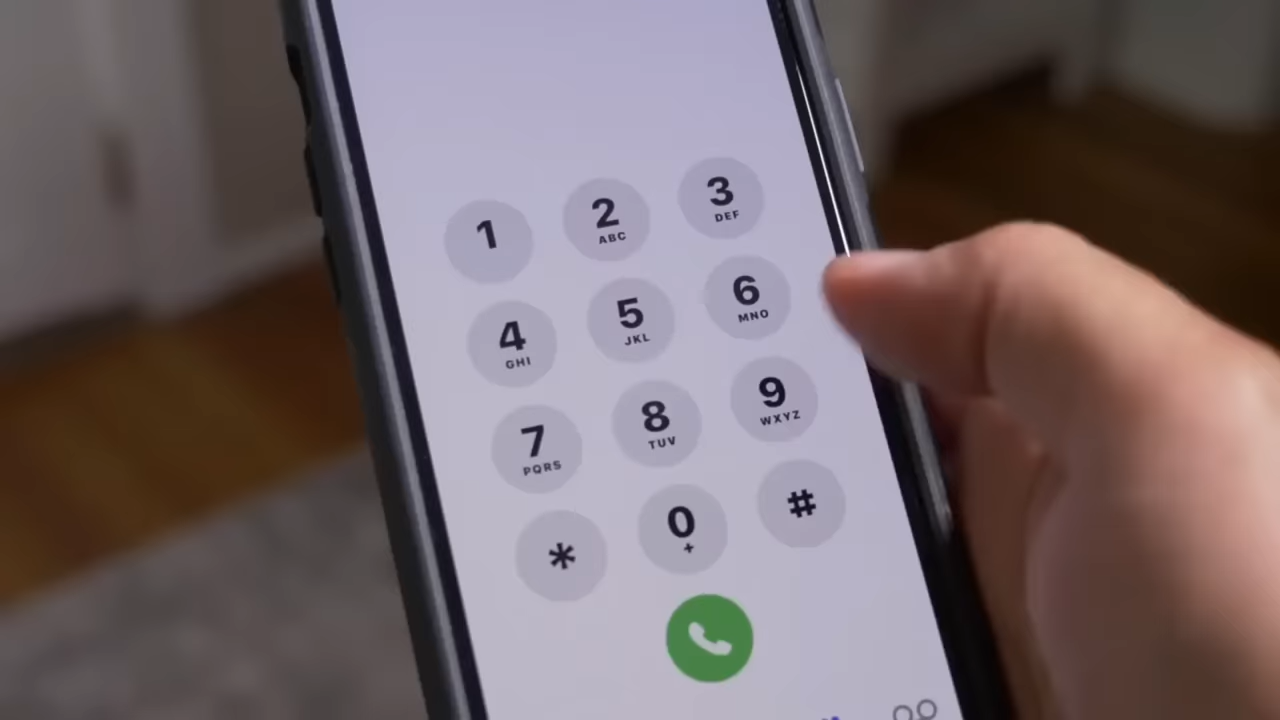 1 2 3
ABC DEF
4 5 6
GHI JKL MNO
7 8 9
PQRS TUV WXYZ
* 0 #
+